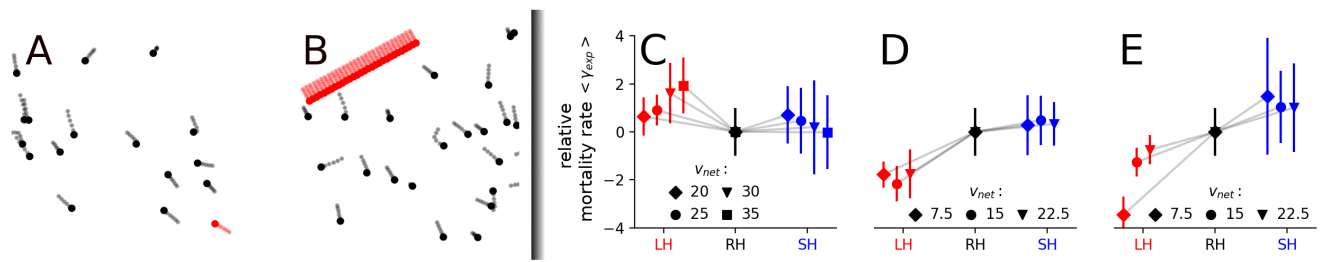 A
B
C
D
E
relative
mortality rate < γexp >
4
2
0
−2
−4
vnet :
20
30
25
35
LH
RH
SH
vnet :
7.5
15
22.5
LH
RH
SH
vnet :
7.5
15
22.5
LH
RH
SH